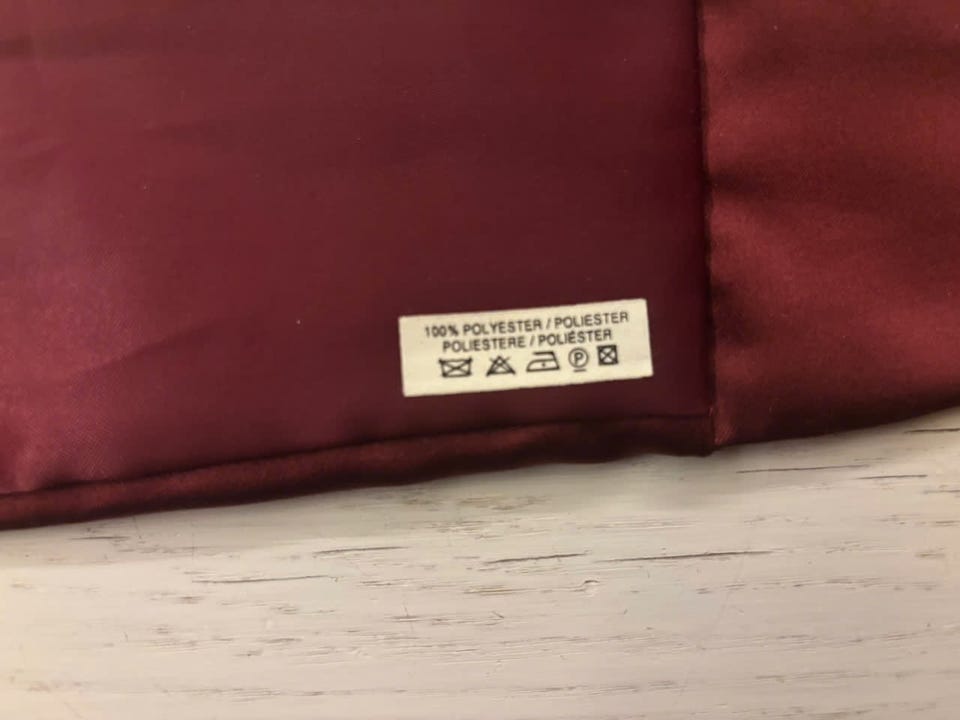 100% POLYESTER / POLIESTER
POLIESTERE / POLIÉSTER
P